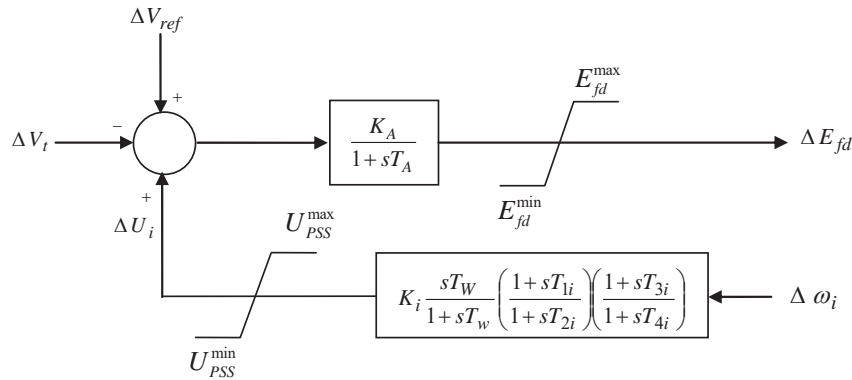 ΔV_ref
+
ΔV_t
−
K_A / (1 + sT_A)
E_fd^max
E_fd^min
ΔE_fd
+
ΔU_i
U_PSS^max
U_PSS^min
K_i sT_W / (1 + sT_w) ((1 + sT_1i) / (1 + sT_2i)) ((1 + sT_3i) / (1 + sT_4i))
Δ ω_i